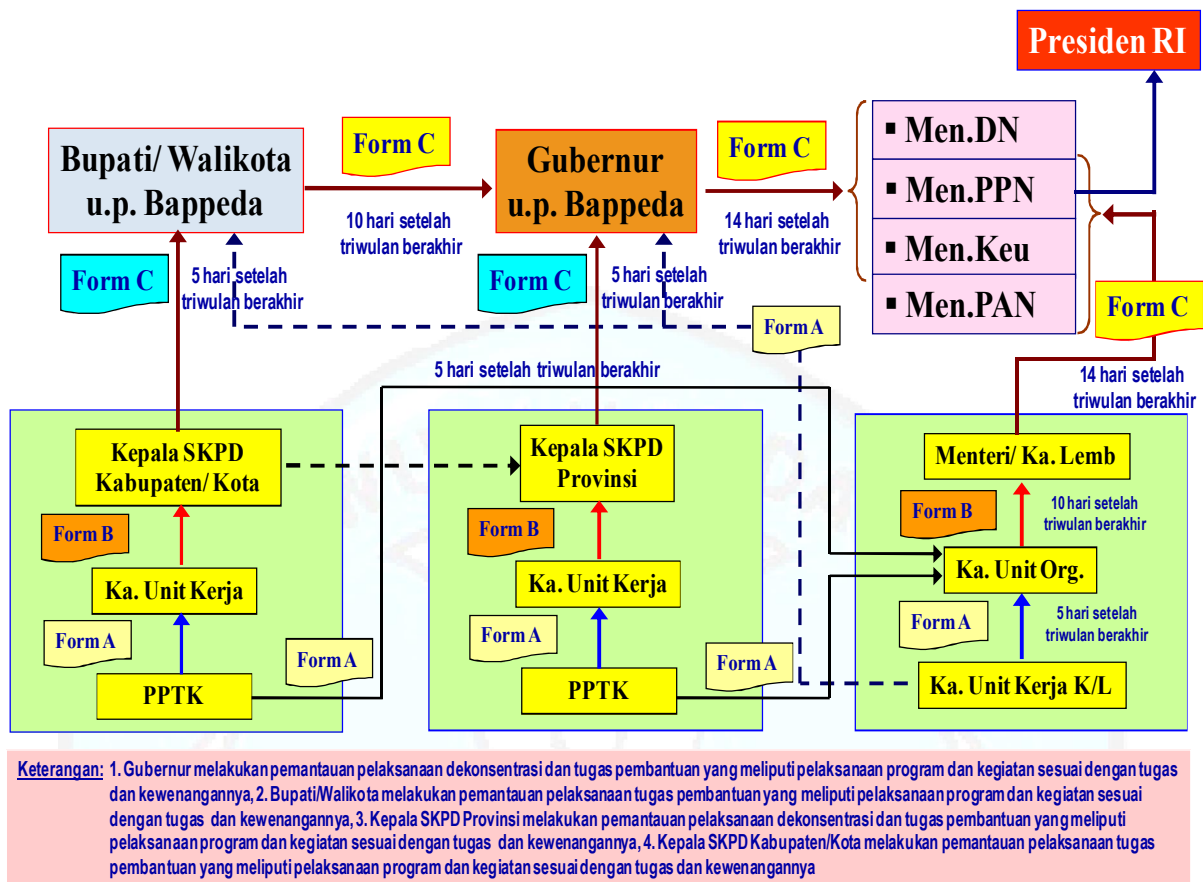 Presiden RI
Bupati/ Walikota
u.p. Bappeda
Form C
10 hari setelah
triwulan berakhir
Gubernur
u.p. Bappeda
Form C
14 hari setelah
triwulan berakhir
▪ Men.DN
▪ Men.PPN
▪ Men.Keu
▪ Men.PAN
Form C
5 hari setelah
triwulan berakhir
Form C
5 hari setelah
triwulan berakhir
Form A
Form C
14 hari setelah
triwulan berakhir
5 hari setelah triwulan berakhir
Kepala SKPD
Kabupaten/ Kota
Form B
Ka. Unit Kerja
Form A
PPTK
Form A
Kepala SKPD
Provinsi
Form B
Ka. Unit Kerja
Form A
PPTK
Form A
Menteri/ Ka. Lemb
Form B
10 hari setelah
triwulan berakhir
Ka. Unit Org.
Form A
5 hari setelah
triwulan berakhir
Ka. Unit Kerja K/L
Keterangan: 1. Gubernur melakukan pemantauan pelaksanaan dekonsentrasi dan tugas pembantuan yang meliputi pelaksanaan program dan kegiatan sesuai dengan tugas
dan kewenangannya, 2. Bupati/Walikota melakukan pemantauan pelaksanaan tugas pembantuan yang meliputi pelaksanaan program dan kegiatan sesuai
dengan tugas dan kewenangannya, 3. Kepala SKPD Provinsi melakukan pemantauan pelaksanaan dekonsentrasi dan tugas pembantuan yang meliputi
pelaksanaan program dan kegiatan sesuai dengan tugas dan kewenangannya, 4. Kepala SKPD Kabupaten/Kota melakukan pemantauan pelaksanaan tugas
pembantuan yang meliputi pelaksanaan program dan kegiatan sesuai dengan tugas dan kewenangannya